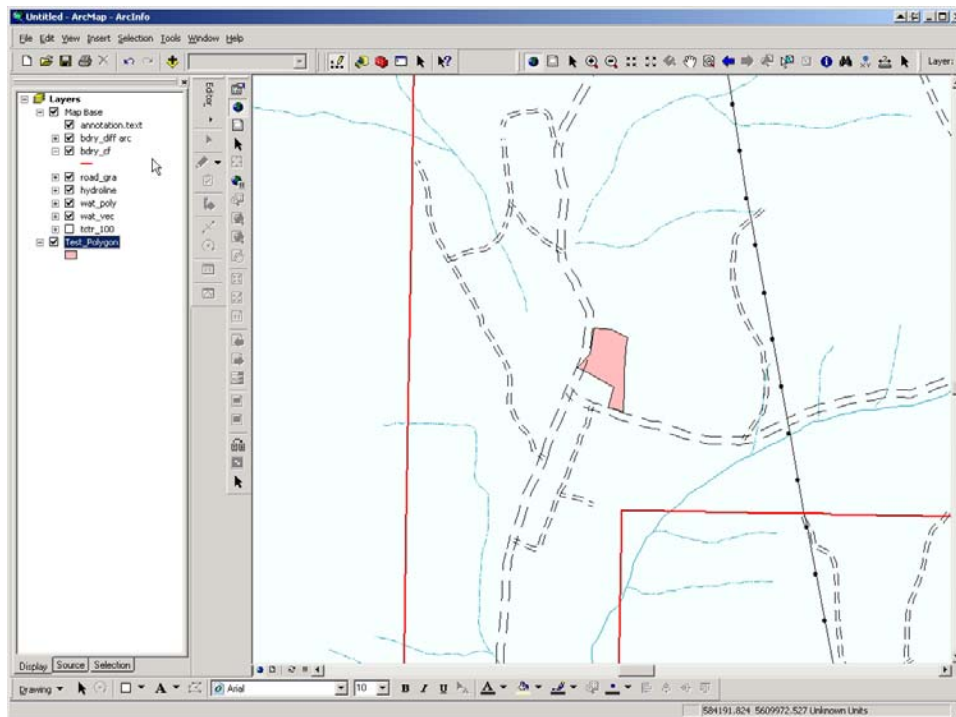 Untitled - ArcMap - ArcInfo
File Edit View Insert Selection Tools Window Help
Layer:
Editor
Layers
Map Base
annotation.text
bdry_diff arc
bdry_cf
road_gra
hydroline
wat_poly
wat_vec
tctr_100
Test_Polygon
Display Source Selection
Drawing A Arial 10 B I U A
584191.824 5609972.527 Unknown Units